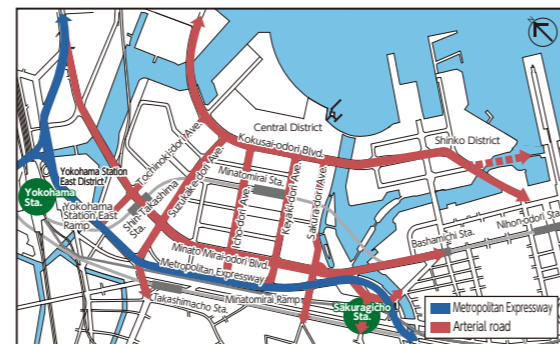 Central District
Kokusai-odori Blvd.
Shinko District
Tochinoki-dori Ave.
Yokohama Station
East District
Suzukake-dori Ave.
Minatomirai Sta.
Yokohama
Sta.
Yokohama
Station East
Ramp
Shin-Takashima
Sta.
Icho-dori Ave.
Keyaki-dori Ave.
Sakura-dori Ave.
Nihon-odori Sta.
Bashamichi Sta.
Minato Mirai-odori Blvd.
Metropolitan Expressway
Takashimacho Sta.
Minatomirai Ramp
Sakuragicho
Sta.
Metropolitan Expressway
Arterial road